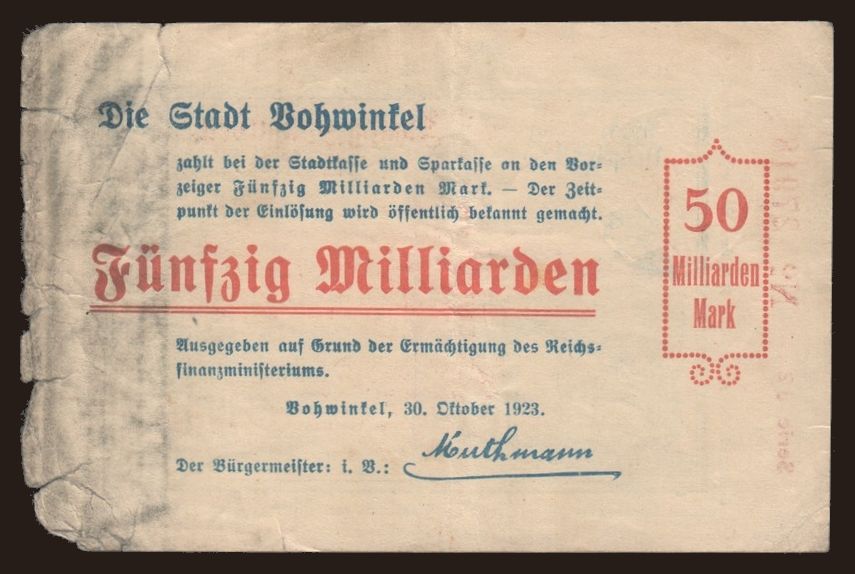 Die Stadt Vohwinkel
zahlt bei der Stadtkasse und Sparkasse an den Vor-
zeiger Fünfzig Milliarden Mark. — Der Zeit-
punkt der Einlösung wird öffentlich bekannt gemacht.
Fünfzig Milliarden
Ausgegeben auf Grund der Ermächtigung des Reichs-
finanzministeriums.
Vohwinkel, 30. Oktober 1923.
Der Bürgermeister: i. V.: Muthmann
50
Milliarden
Mark